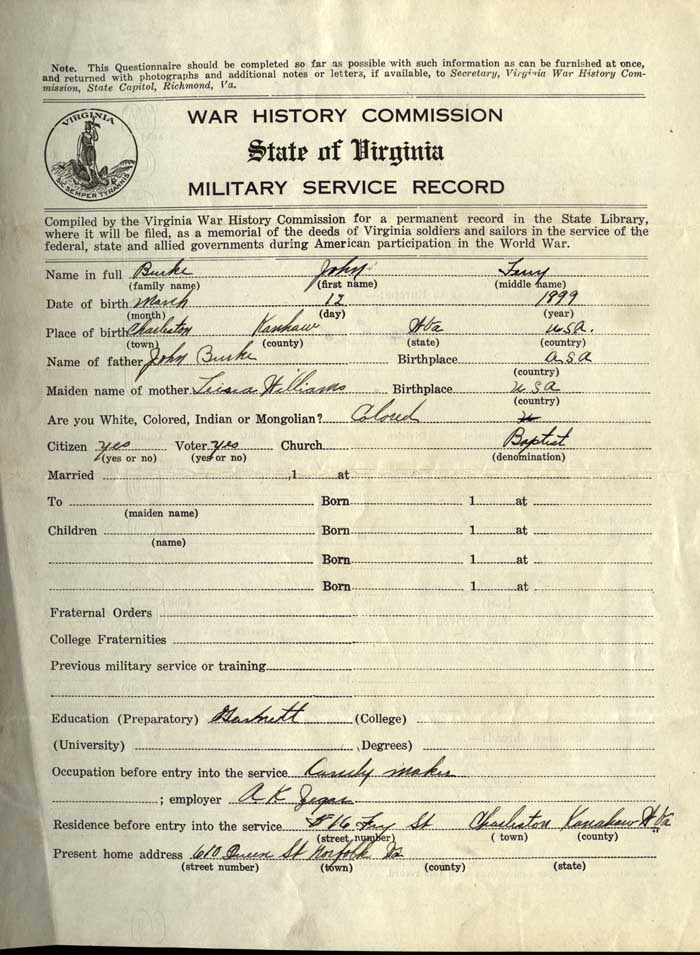 Note. This Questionnaire should be completed so far as possible with such information as can be furnished at once,
and returned with photographs and additional notes or letters, if available, to Secretary, Virginia War History Com-
mission, State Capitol, Richmond, Va.
VIRGINIA
SIC SEMPER TYRANNIS
WAR HISTORY COMMISSION
State of Virginia
MILITARY SERVICE RECORD
Compiled by the Virginia War History Commission for a permanent record in the State Library,
where it will be filed, as a memorial of the deeds of Virginia soldiers and sailors in the service of the
federal, state and allied governments during American participation in the World War.
Name in full Burke John
(family name) (first name) (middle name)
Date of birth March 12 1899
(month) (day) (year)
Place of birth Charleston Kanhaw W Va U.S.A.
(town) (county) (state) (country)
Name of father John Burke Birthplace USA
(country)
Maiden name of mother Williams Birthplace U S A
(country)
Are you White, Colored, Indian or Mongolian? Colored
Citizen yes Voter yes Church Baptist
(yes or no) (yes or no) (denomination)
Married ,1 at
To Born 1 at
(maiden name)
Children Born 1 at
(name)
Born 1 at
Born 1 at
Fraternal Orders
College Fraternities
Previous military service or training
Education (Preparatory) (College)
(University) (Degrees)
Occupation before entry into the service Candy maker
; employer A K
Residence before entry into the service #16 St Charleston Kanahaw W Va
(street number) (town) (county)
Present home address 610 Queen St Norfolk Va
(street number) (town) (county) (state)